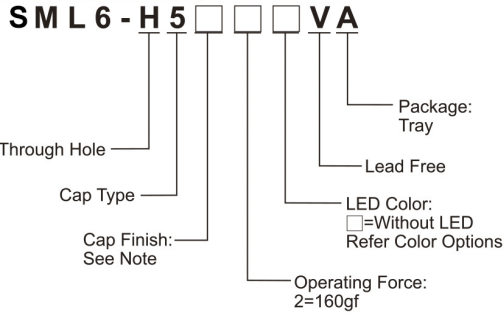 SML6-H5□□□VA
Package:
Tray
Through Hole
Lead Free
Cap Type
LED Color:
□=Without LED
Refer Color Options
Cap Finish:
See Note
Operating Force:
2=160gf